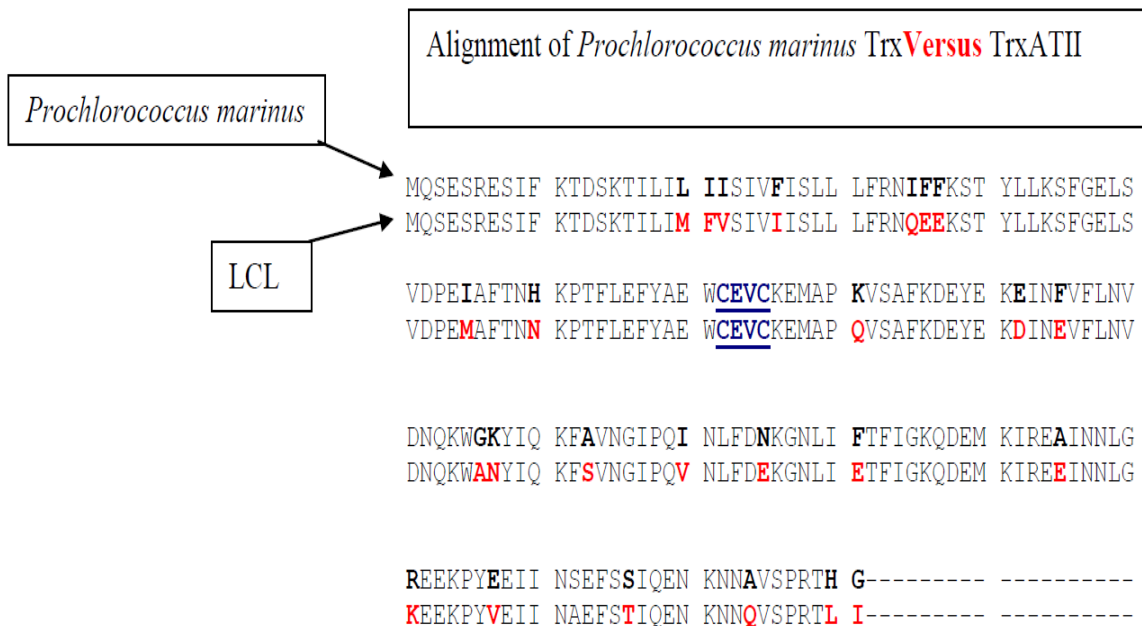 Alignment of Prochlorococcus marinus TrxVersus TrxATII
Prochlorococcus marinus
MQSESRESIF KTDSKTILIL IISIVFISLL LFRNIFFKST YLLKSFGELS
MQSESRESIF KTDSKTILIM FVSIVIISLL LFRNQEEKST YLLKSFGELS
LCL
VDPEIAFTNH KPTFLEFYAE WCEVCKEMAP KVSAFKDEYE KEINFVFLNV
VDPEMAFTNN KPTFLEFYAE WCEVCKEMAP QVSAFKDEYE KDINEVFLNV
DNQKWGKYIQ KFAVNGIPQI NLFDNKGNLI FTFIGKQDEM KIREAINNLG
DNQKWANYIQ KFSVNGIPQV NLFDEKGNLI ETFIGKQDEM KIREEINNLG
REEKPYEEII NSEFSSIQEN KNNAVSPRTH G--------- ----------
KEEKPYVEII NAEFSTIQEN KNNQVSPRTL I--------- ----------